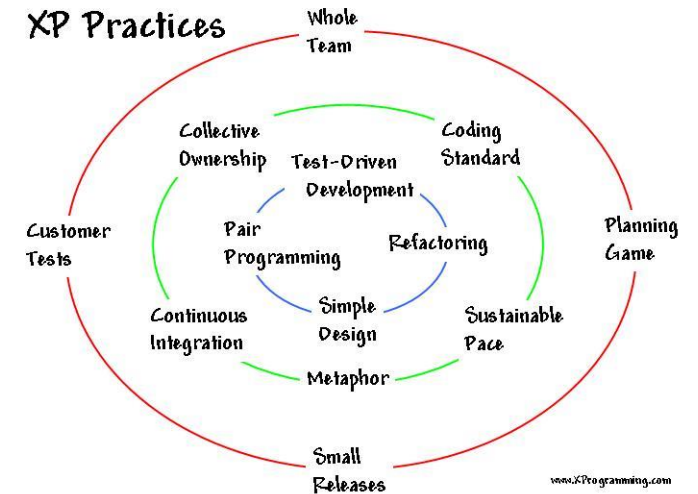 XP Practices
Whole
Team
Collective
Ownership
Coding
Standard
Test-Driven
Development
Customer
Tests
Pair
Programming
Refactoring
Planning
Game
Continuous
Integration
Simple
Design
Sustainable
Pace
Metaphor
Small
Releases
www.XProgramming.com